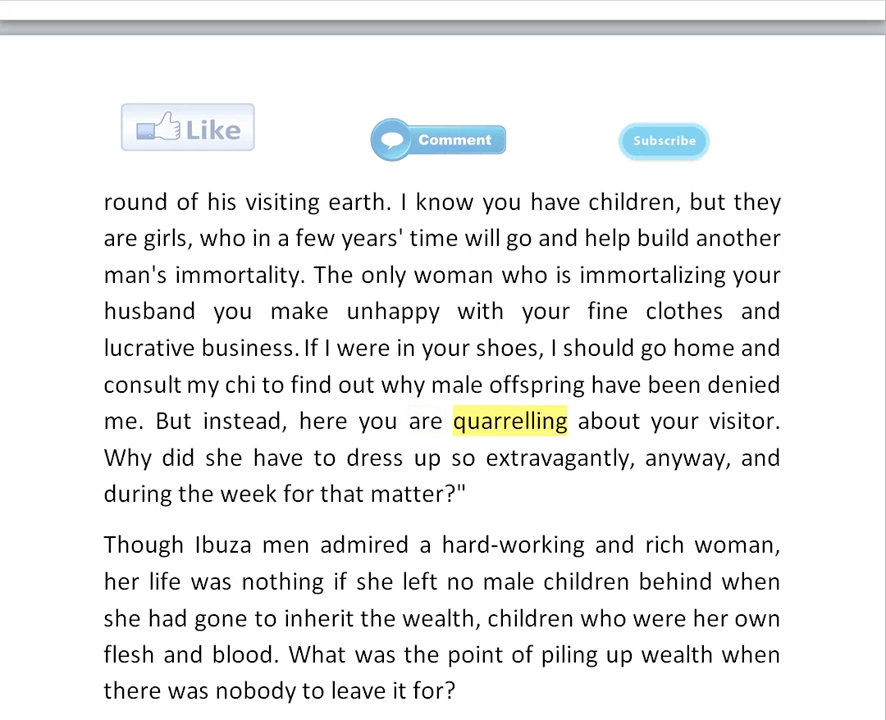 Like
Comment
Subscribe
round of his visiting earth. I know you have children, but they
are girls, who in a few years' time will go and help build another
man's immortality. The only woman who is immortalizing your
husband you make unhappy with your fine clothes and
lucrative business. If I were in your shoes, I should go home and
consult my chi to find out why male offspring have been denied
me. But instead, here you are quarrelling about your visitor.
Why did she have to dress up so extravagantly, anyway, and
during the week for that matter?"
Though Ibuza men admired a hard-working and rich woman,
her life was nothing if she left no male children behind when
she had gone to inherit the wealth, children who were her own
flesh and blood. What was the point of piling up wealth when
there was nobody to leave it for?